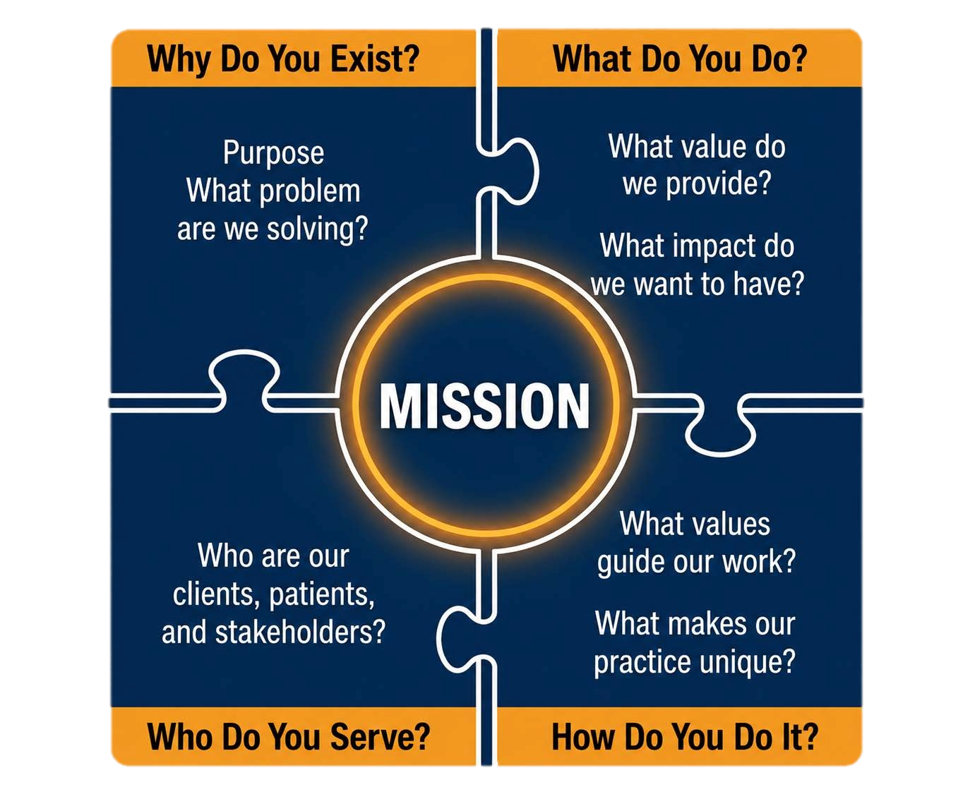 Why Do You Exist?
Purpose
What problem
are we solving?
What Do You Do?
What value do
we provide?
What impact do
we want to have?
MISSION
Who are our
clients, patients,
and stakeholders?
Who Do You Serve?
What values
guide our work?
What makes our
practice unique?
How Do You Do It?